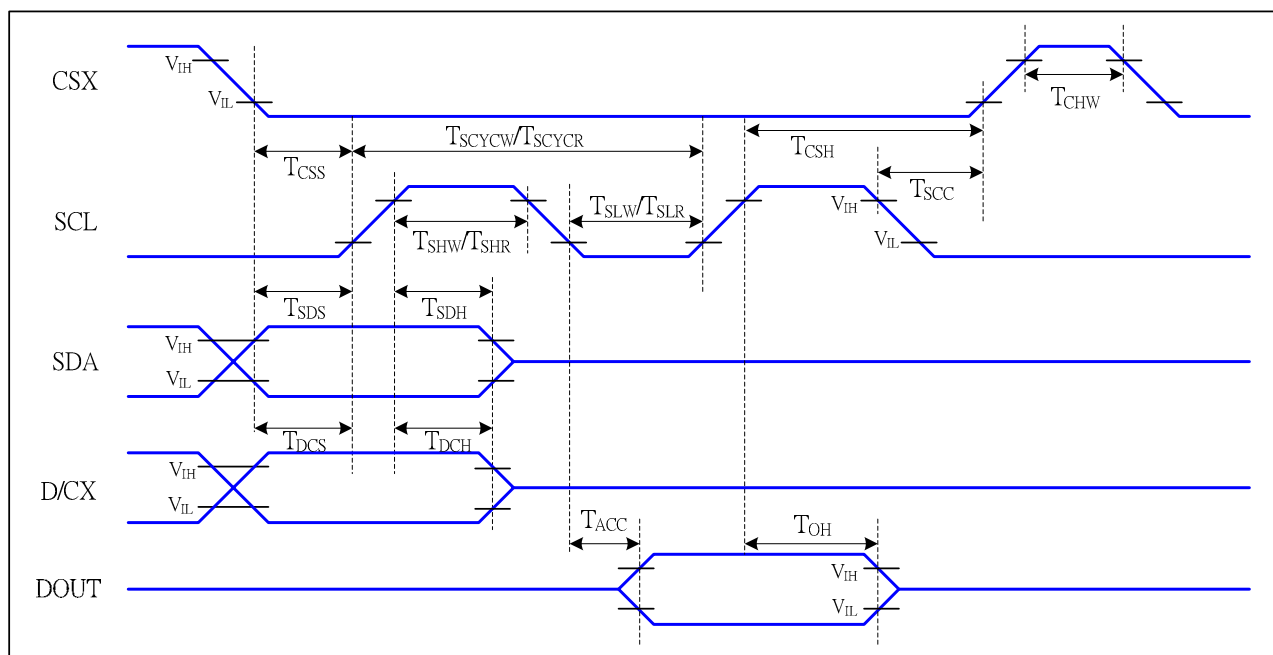 CSX
VIH
VIL
TCHW
TSCYCW/TSCYCR
TCSS
TCSH
TSCC
SCL
TSLW/TSLR
VIH
TSHW/TSHR
VIL
TSDS
TSDH
SDA
VIH
VIL
TDCS
TDCH
D/CX
VIH
VIL
TACC
TOH
DOUT
VIH
VIL